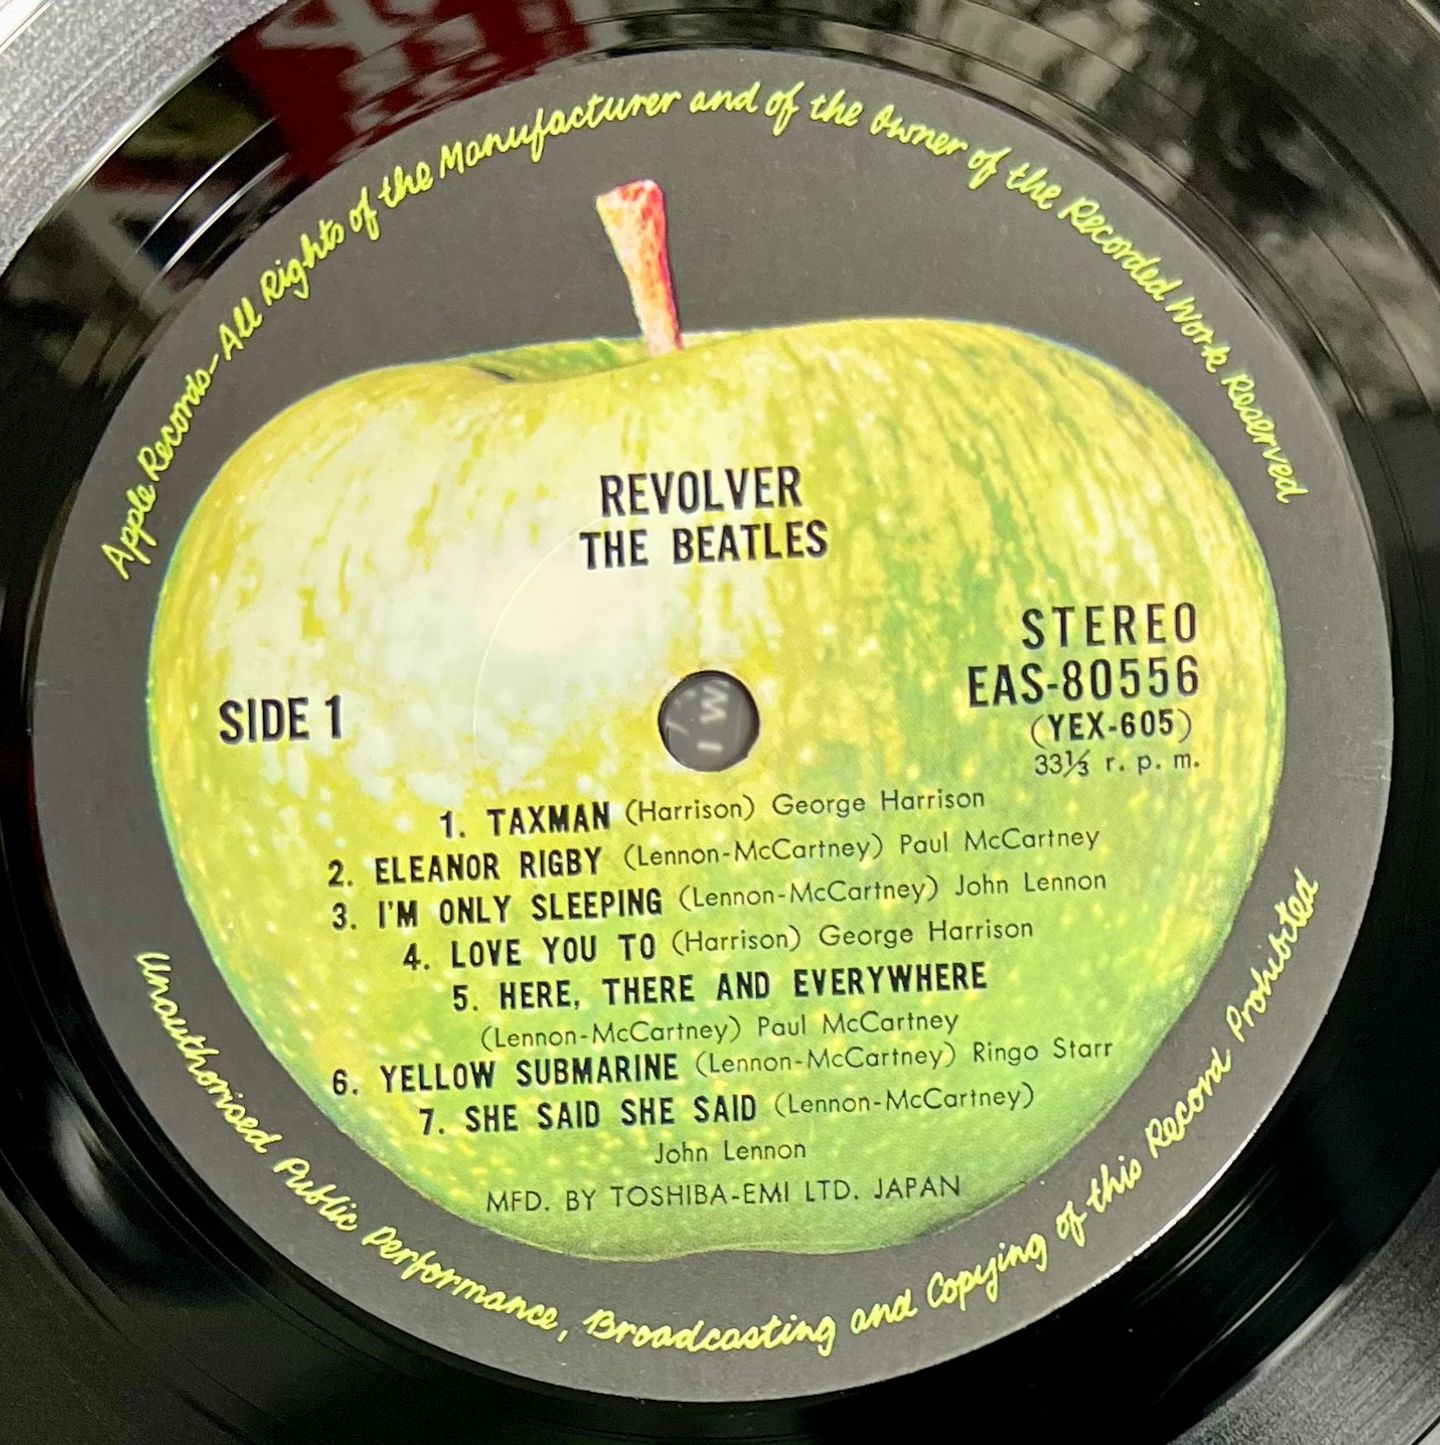 Apple Records-All Rights of the Manufacturer and of the Owner of the Recorded Work Reserved
REVOLVER
THE BEATLES
STEREO
EAS-80556
(YEX-605)
33⅓ r. p. m.
SIDE 1
1. TAXMAN (Harrison) George Harrison
2. ELEANOR RIGBY (Lennon-McCartney) Paul McCartney
3. I'M ONLY SLEEPING (Lennon-McCartney) John Lennon
4. LOVE YOU TO (Harrison) George Harrison
5. HERE, THERE AND EVERYWHERE
(Lennon-McCartney) Paul McCartney
6. YELLOW SUBMARINE (Lennon-McCartney) Ringo Starr
7. SHE SAID SHE SAID (Lennon-McCartney)
John Lennon
MFD. BY TOSHIBA-EMI LTD. JAPAN
Unauthorised Public Performance, Broadcasting and Copying of this Record Prohibited